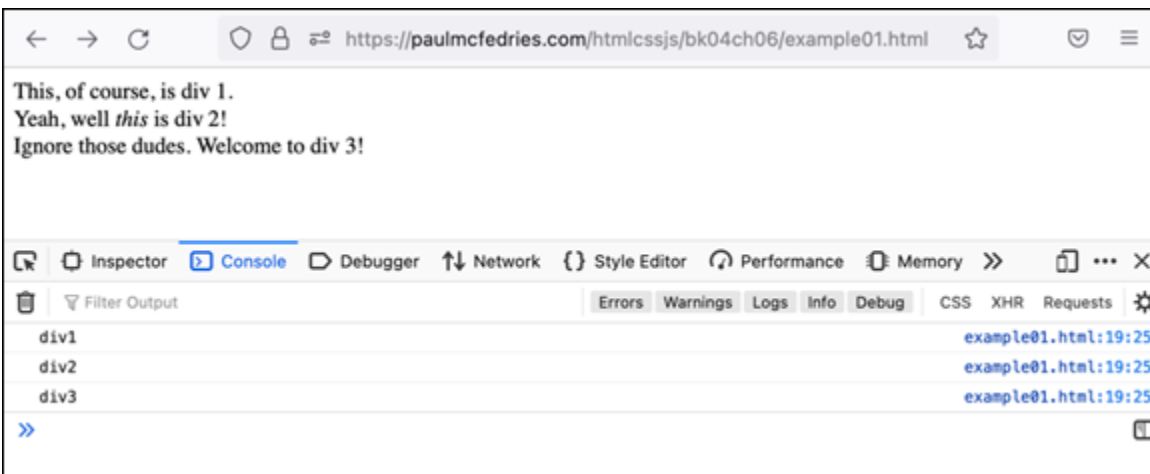 https://paulmcfedries.com/htmlcssjs/bk04ch06/example01.html
This, of course, is div 1.
Yeah, well this is div 2!
Ignore those dudes. Welcome to div 3!
Inspector Console Debugger Network {} Style Editor Performance Memory
Filter Output Errors Warnings Logs Info Debug CSS XHR Requests
div1 example01.html:19:25
div2 example01.html:19:25
div3 example01.html:19:25